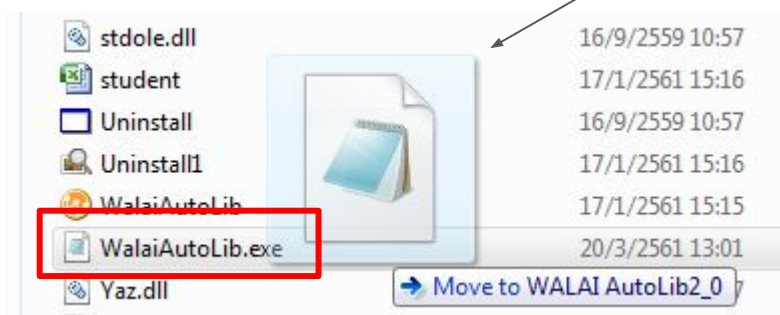 stdole.dll 16/9/2559 10:57
student 17/1/2561 15:16
Uninstall 16/9/2559 10:57
Uninstall1 17/1/2561 15:16
WalaiAutoLib 17/1/2561 15:15
WalaiAutoLib.exe 20/3/2561 13:01
Yaz.dll Move to WALAI AutoLib2_0 7